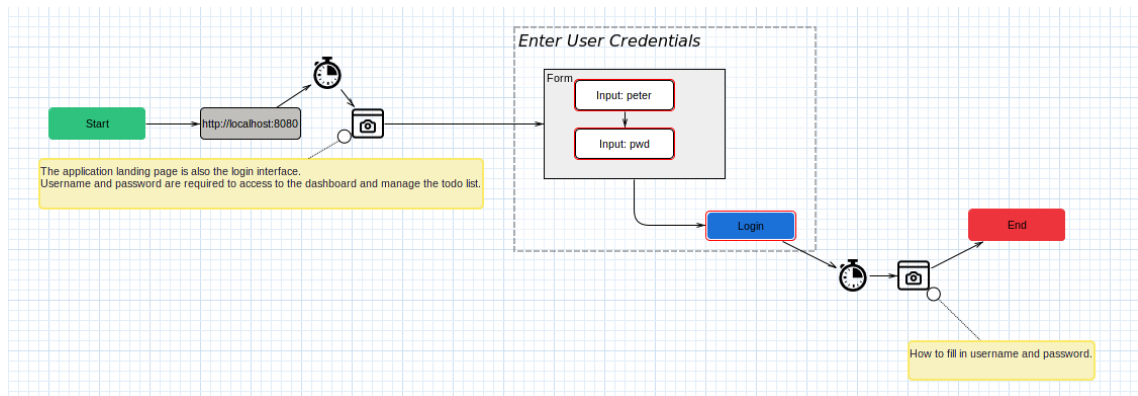 Enter User Credentials
Form
Input: peter
Start
http://localhost:8080
Input: pwd
The application landing page is also the login interface.
Username and password are required to access to the dashboard and manage the todo list.
Login
End
How to fill in username and password.